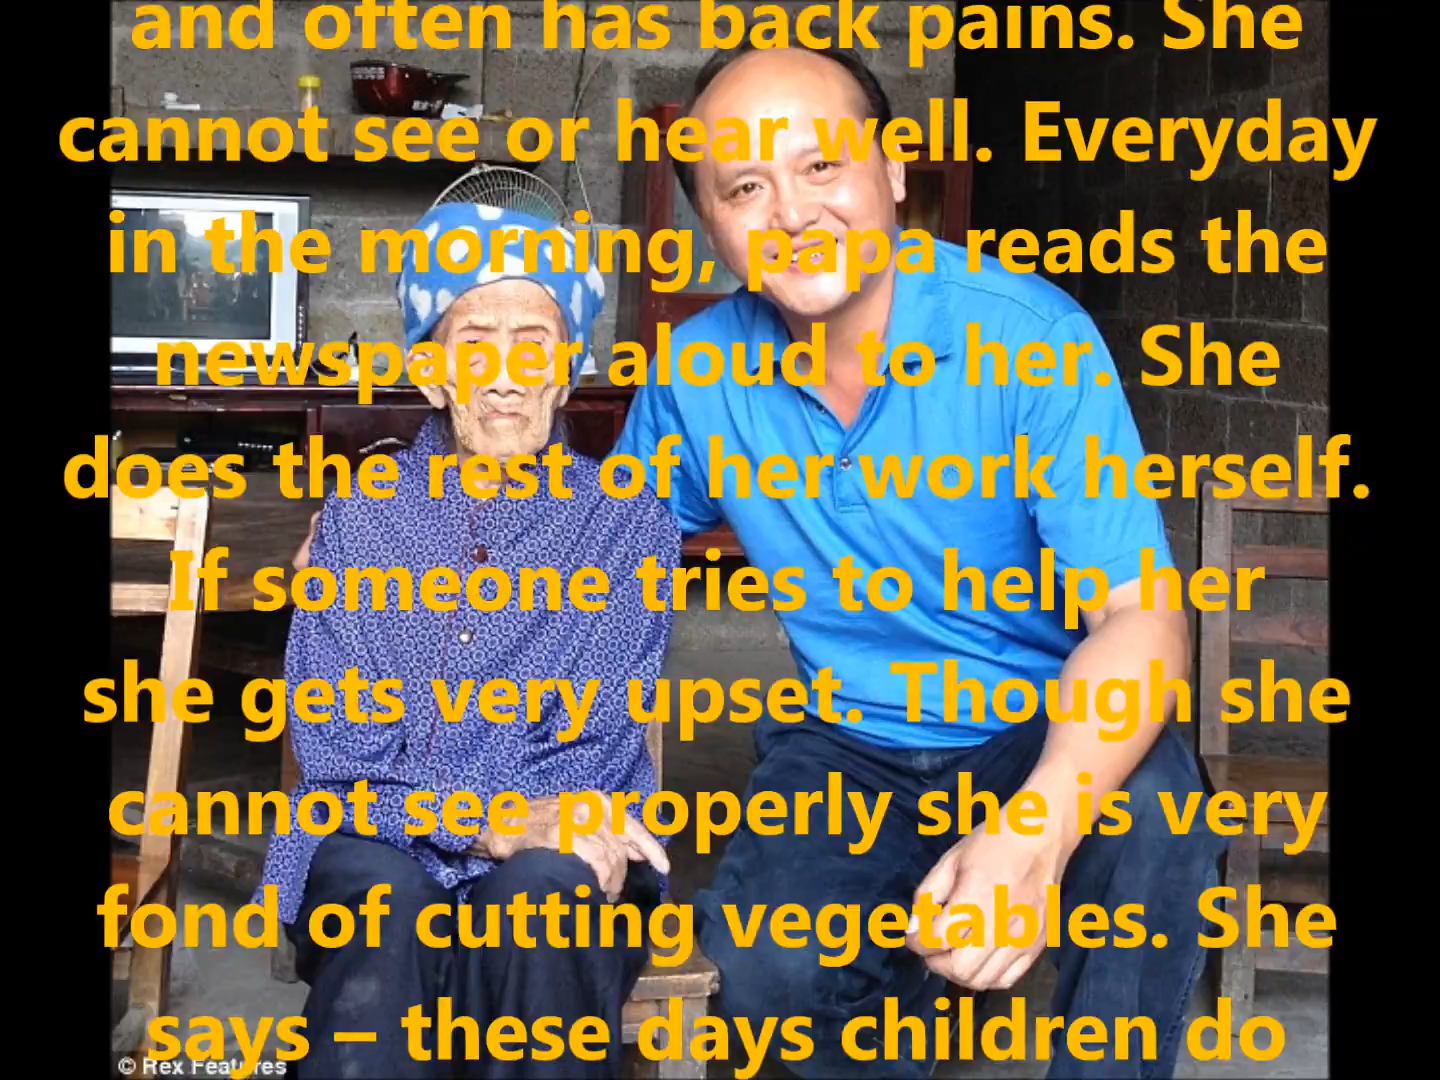 and often has back pains. She
cannot see or hear well. Everyday
in the morning, papa reads the
newspaper aloud to her. She
does the rest of her work herself.
If someone tries to help her
she gets very upset. Though she
cannot see properly she is very
fond of cutting vegetables. She
says – these days children do
© Rex Features